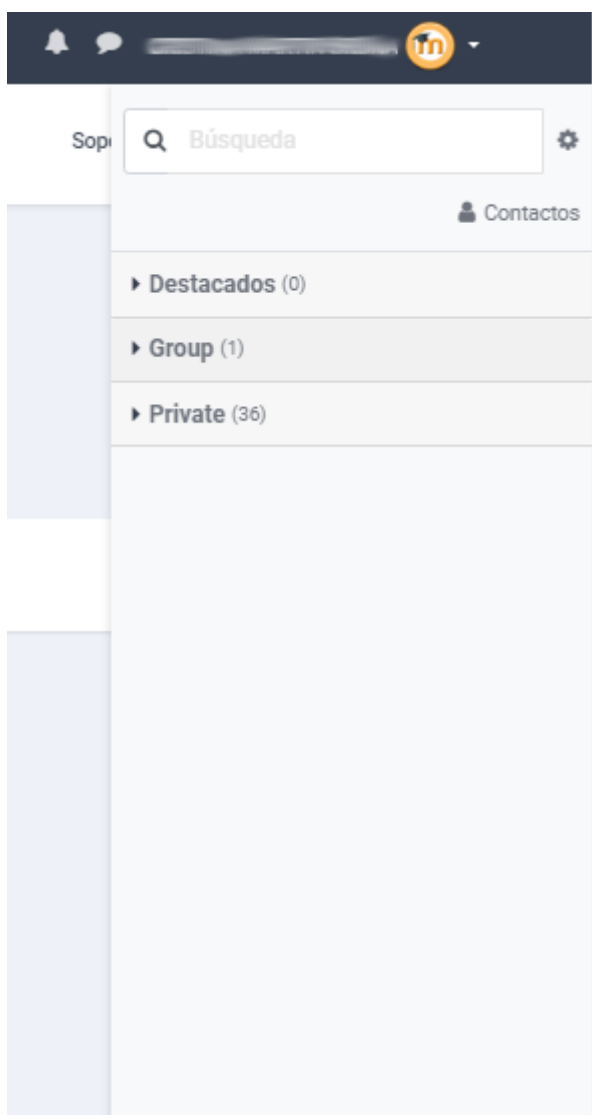 m
Sop
Búsqueda
Contactos
Destacados (0)
Group (1)
Private (36)